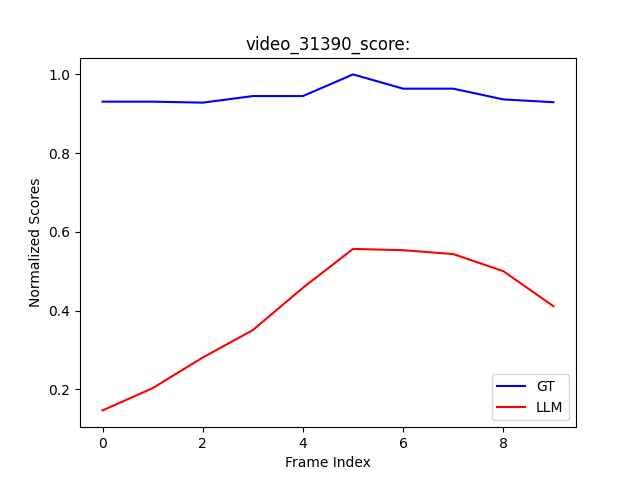 video_31390_score:
1.0
0.8
0.6
0.4
0.2
Normalized Scores
0 2 4 6 8
Frame Index
GT
LLM